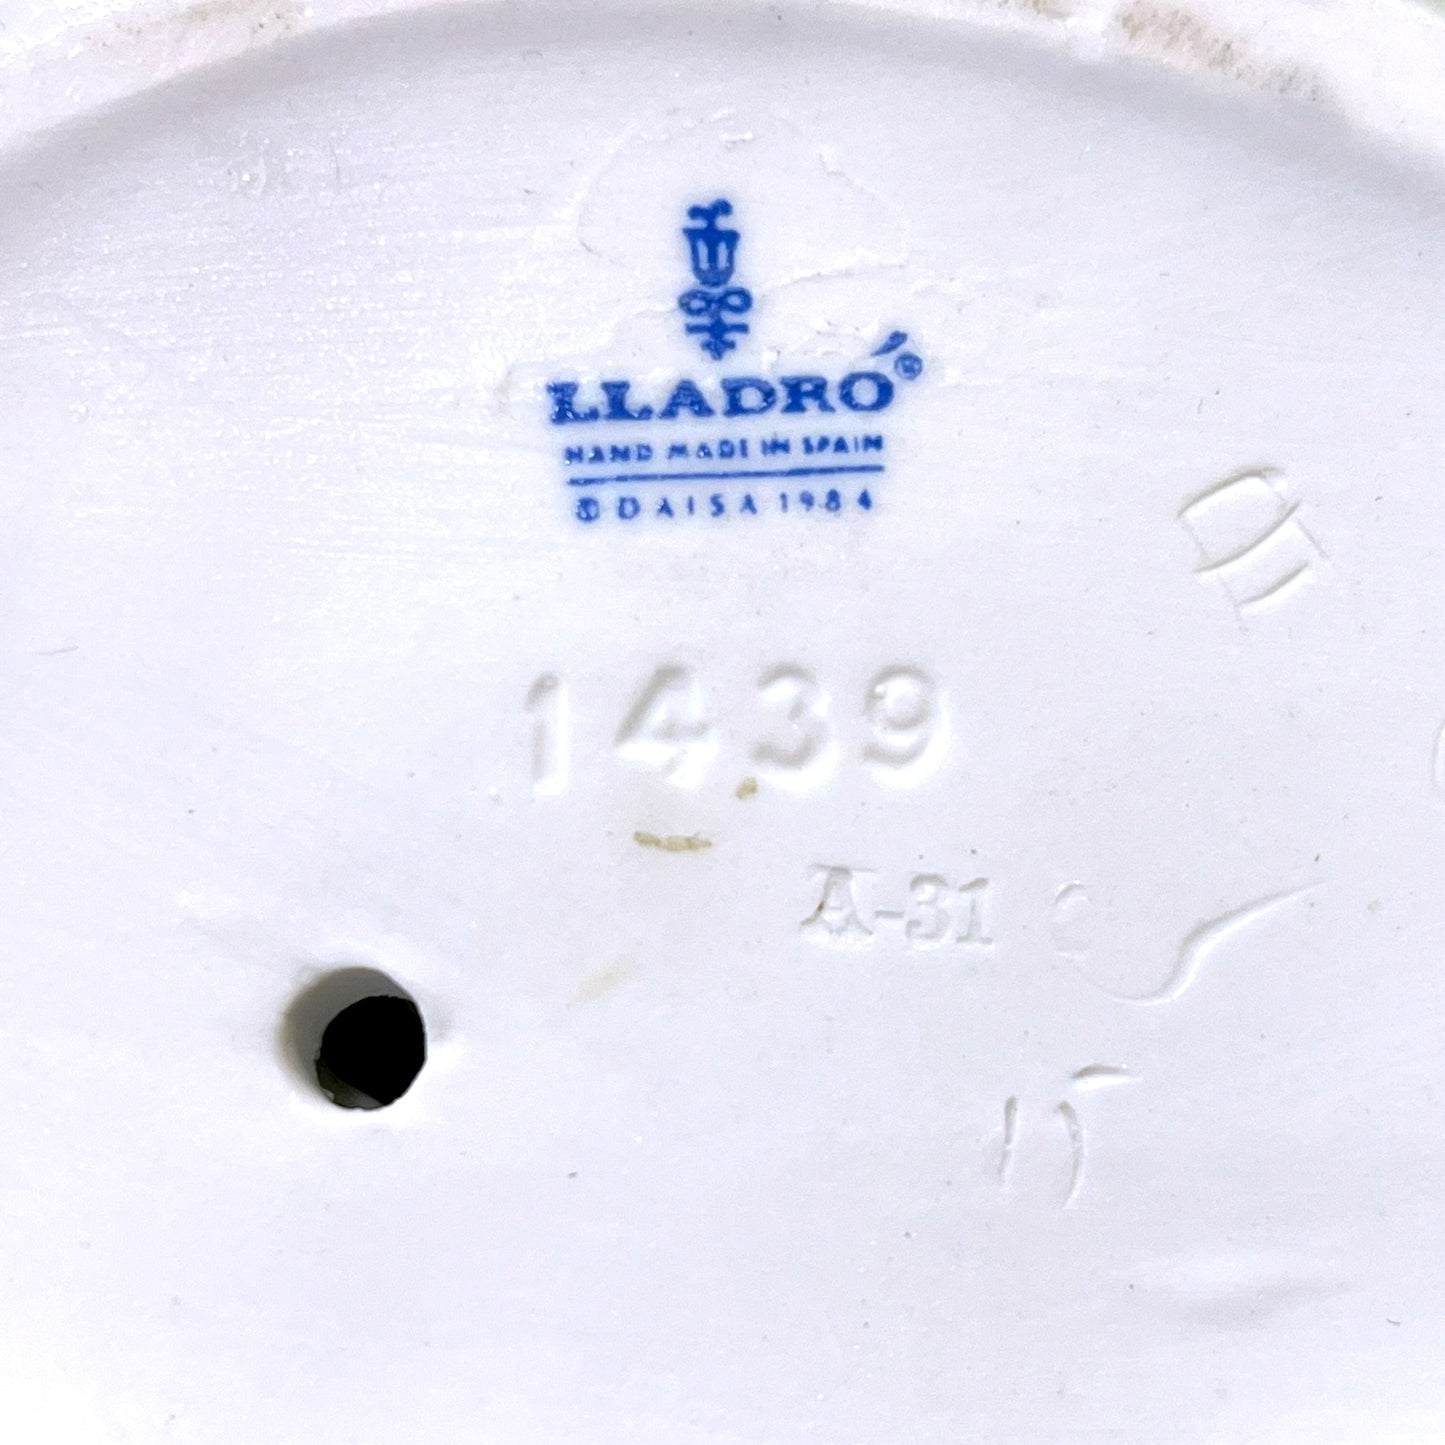 LLADRÓ®
HAND MADE IN SPAIN
© DAISA 1984
1439
A-31